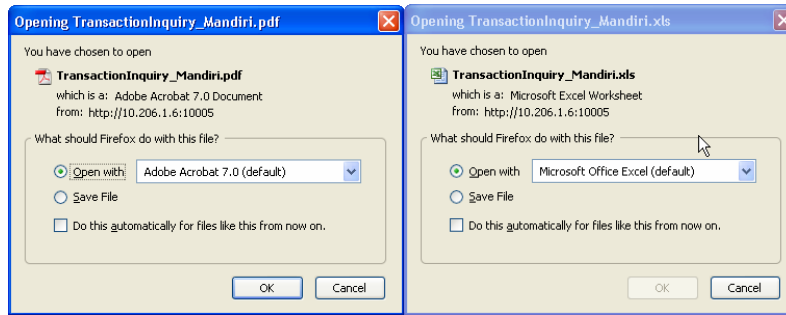 Opening TransactionInquiry_Mandiri.pdf
You have chosen to open
TransactionInquiry_Mandiri.pdf
which is a: Adobe Acrobat 7.0 Document
from: http://10.206.1.6:10005
What should Firefox do with this file?
Open with Adobe Acrobat 7.0 (default)
Save File
Do this automatically for files like this from now on.
OK Cancel
Opening TransactionInquiry_Mandiri.xls
You have chosen to open
TransactionInquiry_Mandiri.xls
which is a: Microsoft Excel Worksheet
from: http://10.206.1.6:10005
What should Firefox do with this file?
Open with Microsoft Office Excel (default)
Save File
Do this automatically for files like this from now on.
OK Cancel